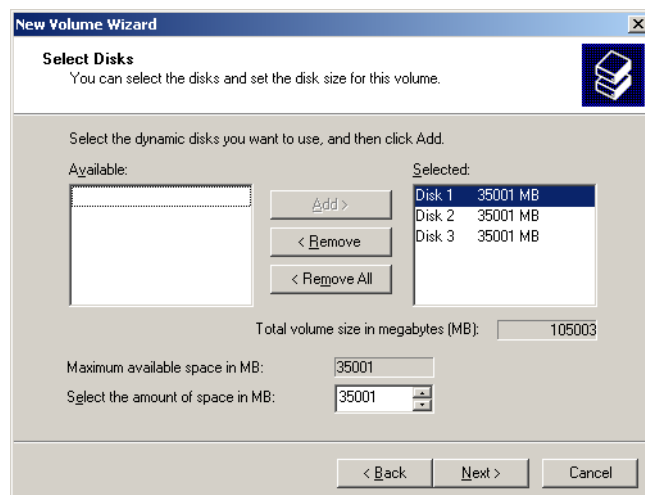 New Volume Wizard
Select Disks
You can select the disks and set the disk size for this volume.
Select the dynamic disks you want to use, and then click Add.
Available:
Selected:
Add >
< Remove
< Remove All
Disk 1 35001 MB
Disk 2 35001 MB
Disk 3 35001 MB
Total volume size in megabytes (MB): 105003
Maximum available space in MB: 35001
Select the amount of space in MB: 35001
< Back Next > Cancel